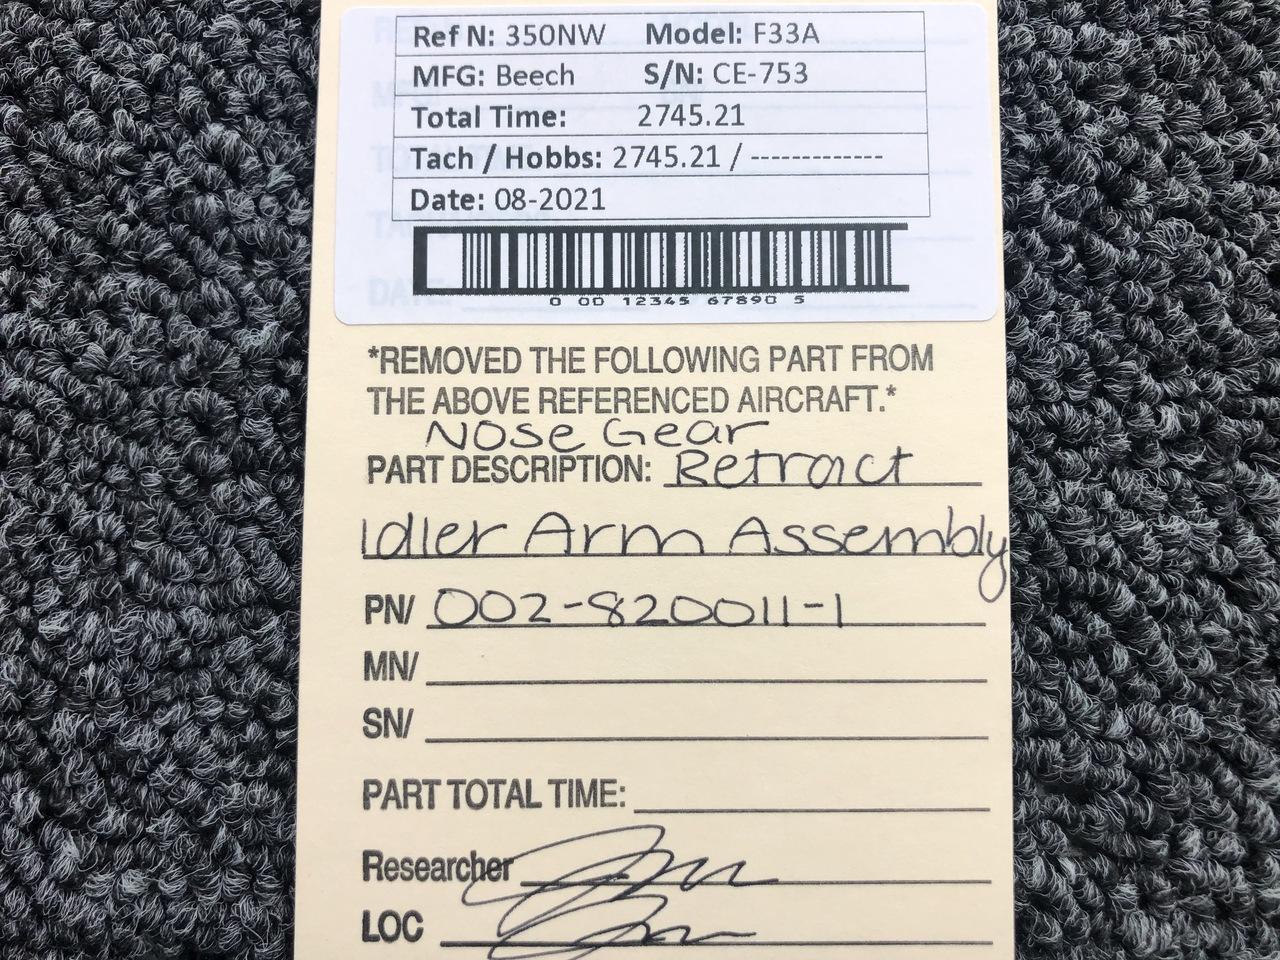 Ref N: 350NW Model: F33A
MFG: Beech S/N: CE-753
Total Time: 2745.21
Tach / Hobbs: 2745.21 / -------------
Date: 08-2021
0 00 12345 67890 5
*REMOVED THE FOLLOWING PART FROM
THE ABOVE REFERENCED AIRCRAFT.*
Nose Gear
PART DESCRIPTION: Retract
Idler Arm Assembly
PN/ 002-820011-1
MN/
SN/
PART TOTAL TIME:
Researcher
LOC